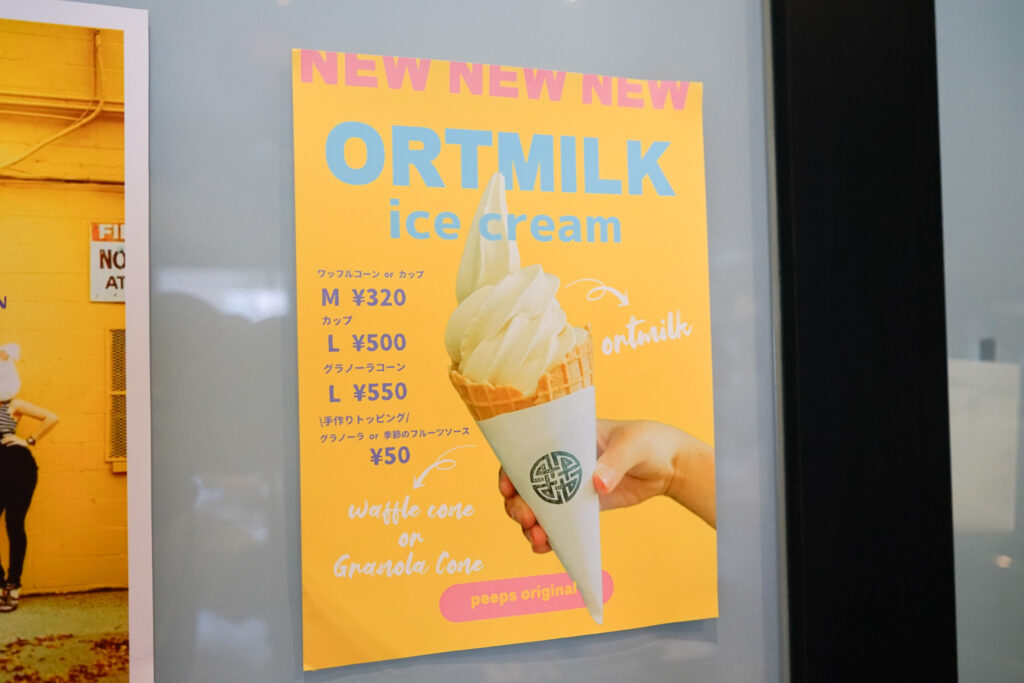 NEW NEW NEW
ORTMILK
ice cream
ワッフルコーン or カップ
M ¥320
カップ
L ¥500
グラノーラコーン
L ¥550
\手作りトッピング/
グラノーラ or 季節のフルーツソース
¥50
ortmilk
waffle cone
or
Granola Cone
peeps original
NO
AT
N